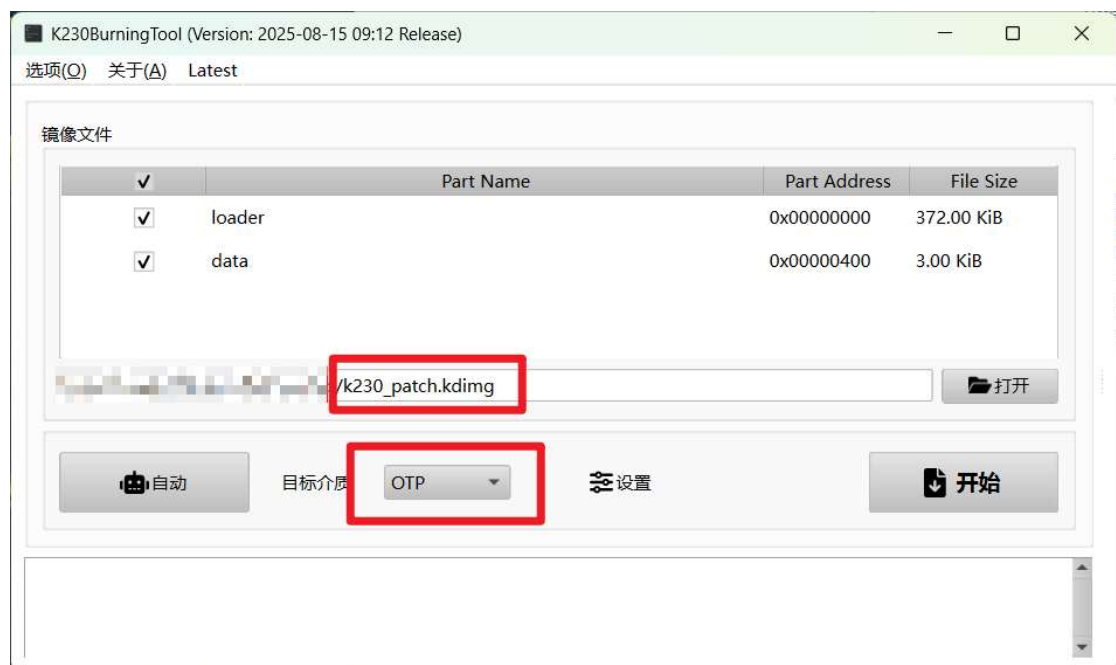 K230BurningTool (Version: 2025-08-15 09:12 Release)
选项(O) 关于(A) Latest
镜像文件
Part Name Part Address File Size
loader 0x00000000 372.00 KiB
data 0x00000400 3.00 KiB
/k230_patch.kdimg 打开
自动 目标介质 OTP 设置 开始